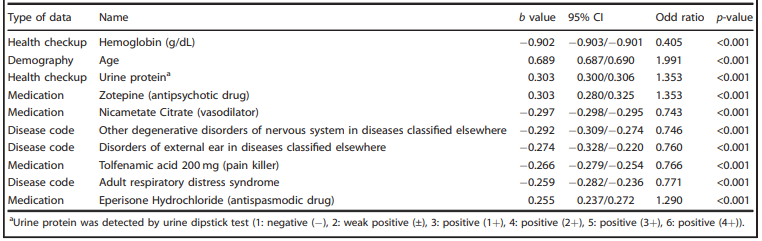 Type of data Name b value 95% CI Odd ratio p-value
Health checkup Hemoglobin (g/dL) −0.902 −0.903/−0.901 0.405 <0.001
Demography Age 0.689 0.687/0.690 1.991 <0.001
Health checkup Urine proteinᵃ 0.303 0.300/0.306 1.353 <0.001
Medication Zotepine (antipsychotic drug) 0.303 0.280/0.325 1.353 <0.001
Medication Nicametate Citrate (vasodilator) −0.297 −0.298/−0.295 0.743 <0.001
Disease code Other degenerative disorders of nervous system in diseases classified elsewhere −0.292 −0.309/−0.274 0.746 <0.001
Disease code Disorders of external ear in diseases classified elsewhere −0.274 −0.328/−0.220 0.760 <0.001
Medication Tolfenamic acid 200 mg (pain killer) −0.266 −0.279/−0.254 0.766 <0.001
Disease code Adult respiratory distress syndrome −0.259 −0.282/−0.236 0.771 <0.001
Medication Eperisone Hydrochloride (antispasmodic drug) 0.255 0.237/0.272 1.290 <0.001
ᵃUrine protein was detected by urine dipstick test (1: negative (−), 2: weak positive (±), 3: positive (1+), 4: positive (2+), 5: positive (3+), 6: positive (4+)).